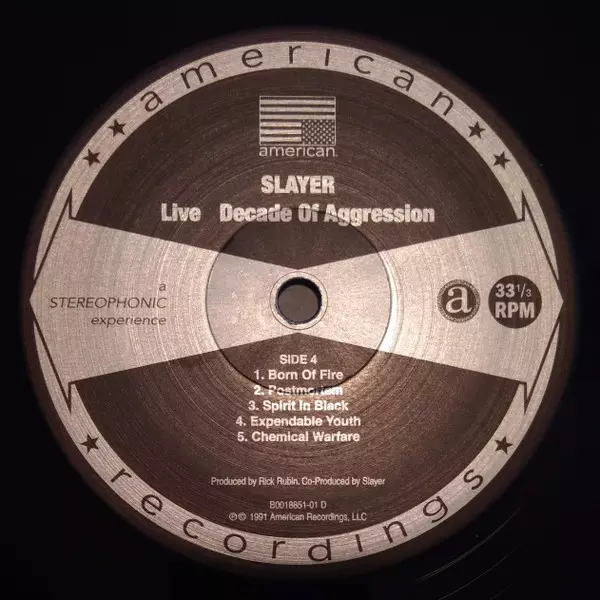 american
american
SLAYER
Live Decade Of Aggression
a
STEREOPHONIC
experience
a
33 1/3
RPM
SIDE 4
1. Born Of Fire
2. Postmortem
3. Spirit In Black
4. Expendable Youth
5. Chemical Warfare
Produced by Rick Rubin. Co-Produced by Slayer
B0018851-01 D
℗© 1991 American Recordings, LLC
recordings